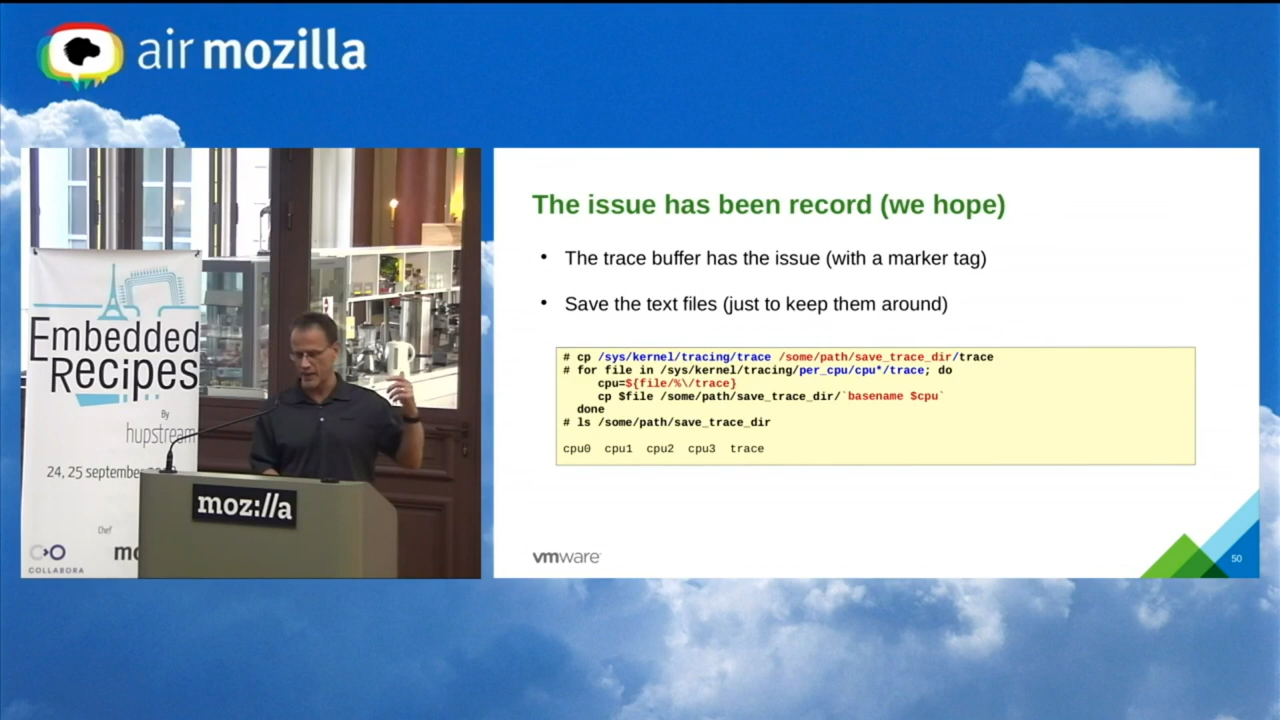 air mozilla
Embedded
Recipes
By
hupstream
24, 25 september
Chef
COLLABORA
moz://a
The issue has been record (we hope)
• The trace buffer has the issue (with a marker tag)
• Save the text files (just to keep them around)
# cp /sys/kernel/tracing/trace /some/path/save_trace_dir/trace
# for file in /sys/kernel/tracing/per_cpu/cpu*/trace; do
cpu=${file/%\/trace}
cp $file /some/path/save_trace_dir/`basename $cpu`
done
# ls /some/path/save_trace_dir
cpu0 cpu1 cpu2 cpu3 trace
vmware
50